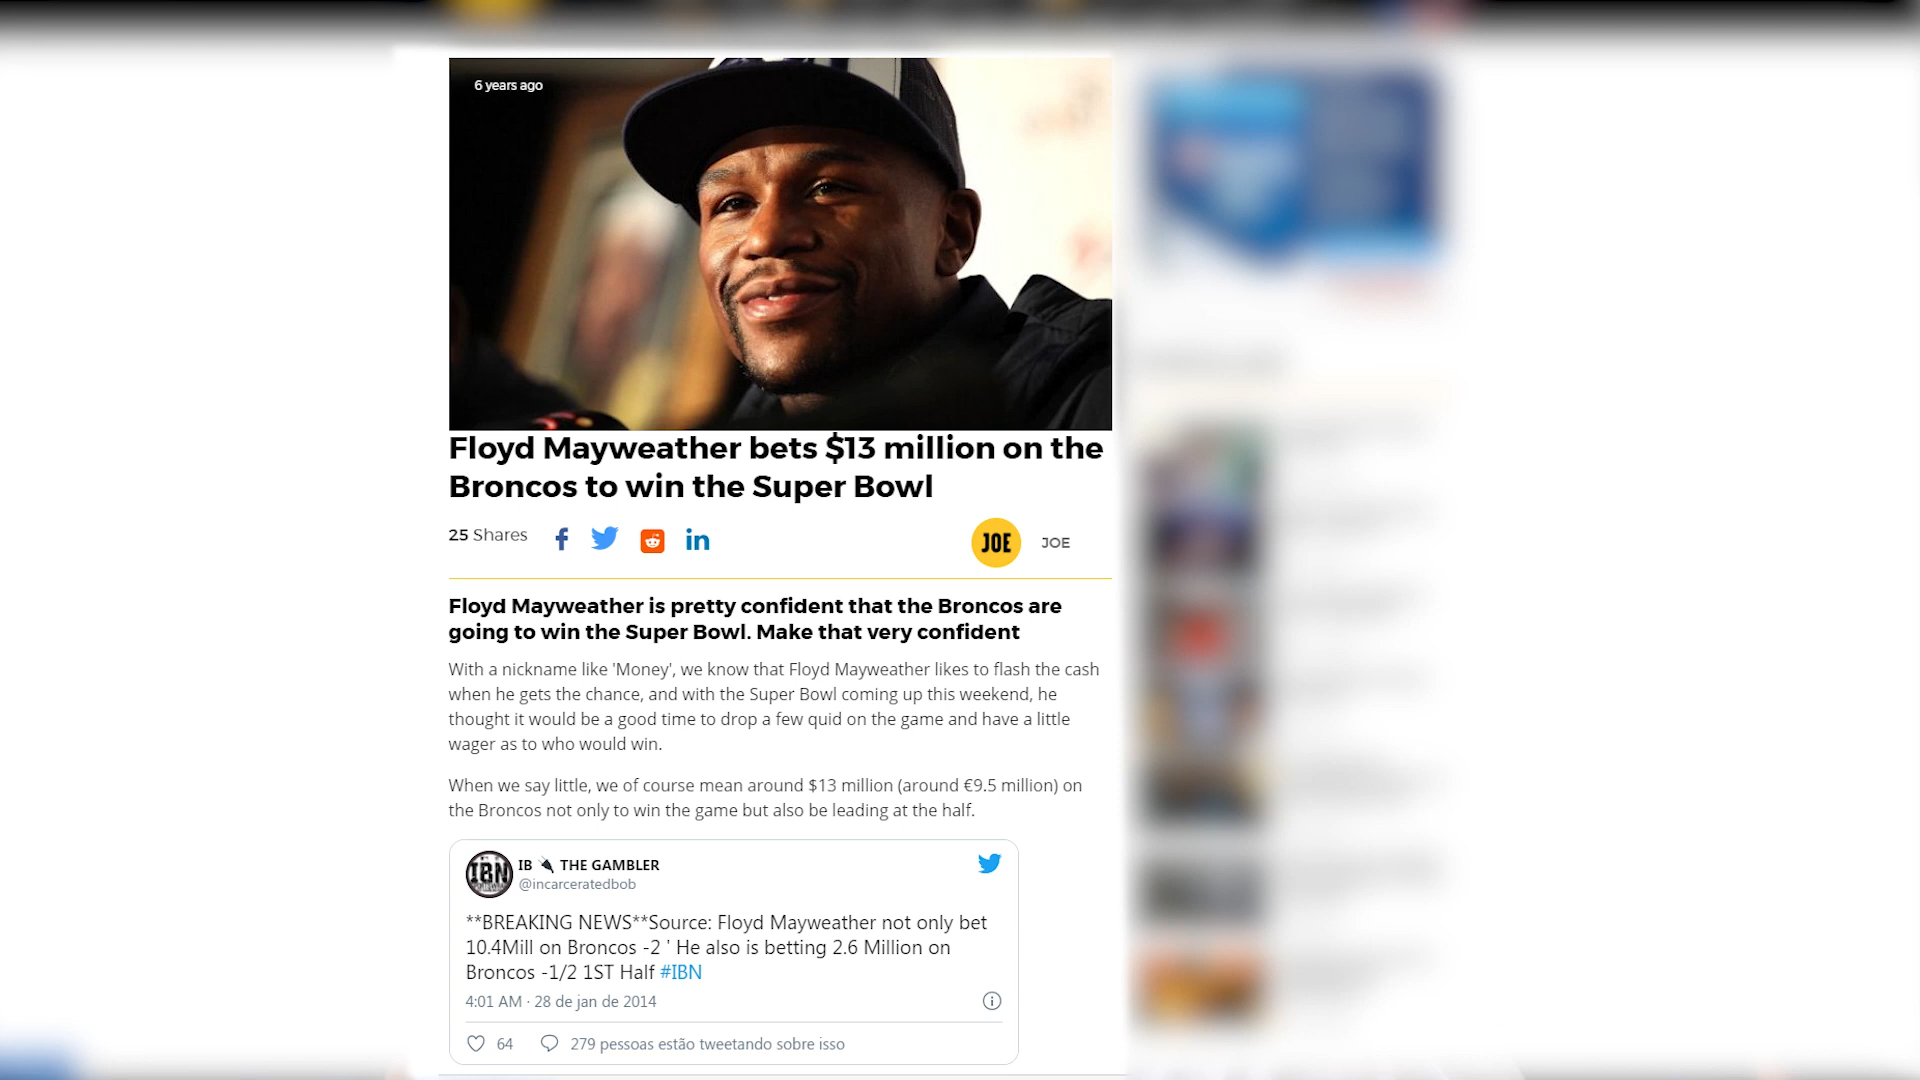 6 years ago
Floyd Mayweather bets $13 million on the
Broncos to win the Super Bowl
25 Shares
JOE
JOE
Floyd Mayweather is pretty confident that the Broncos are
going to win the Super Bowl. Make that very confident
With a nickname like 'Money', we know that Floyd Mayweather likes to flash the cash
when he gets the chance, and with the Super Bowl coming up this weekend, he
thought it would be a good time to drop a few quid on the game and have a little
wager as to who would win.
When we say little, we of course mean around $13 million (around €9.5 million) on
the Broncos not only to win the game but also be leading at the half.
IBN
IB 🔌 THE GAMBLER
@incarceratedbob
**BREAKING NEWS**Source: Floyd Mayweather not only bet
10.4Mill on Broncos -2 ' He also is betting 2.6 Million on
Broncos -1/2 1ST Half #IBN
4:01 AM · 28 de jan de 2014
64
279 pessoas estão tweetando sobre isso